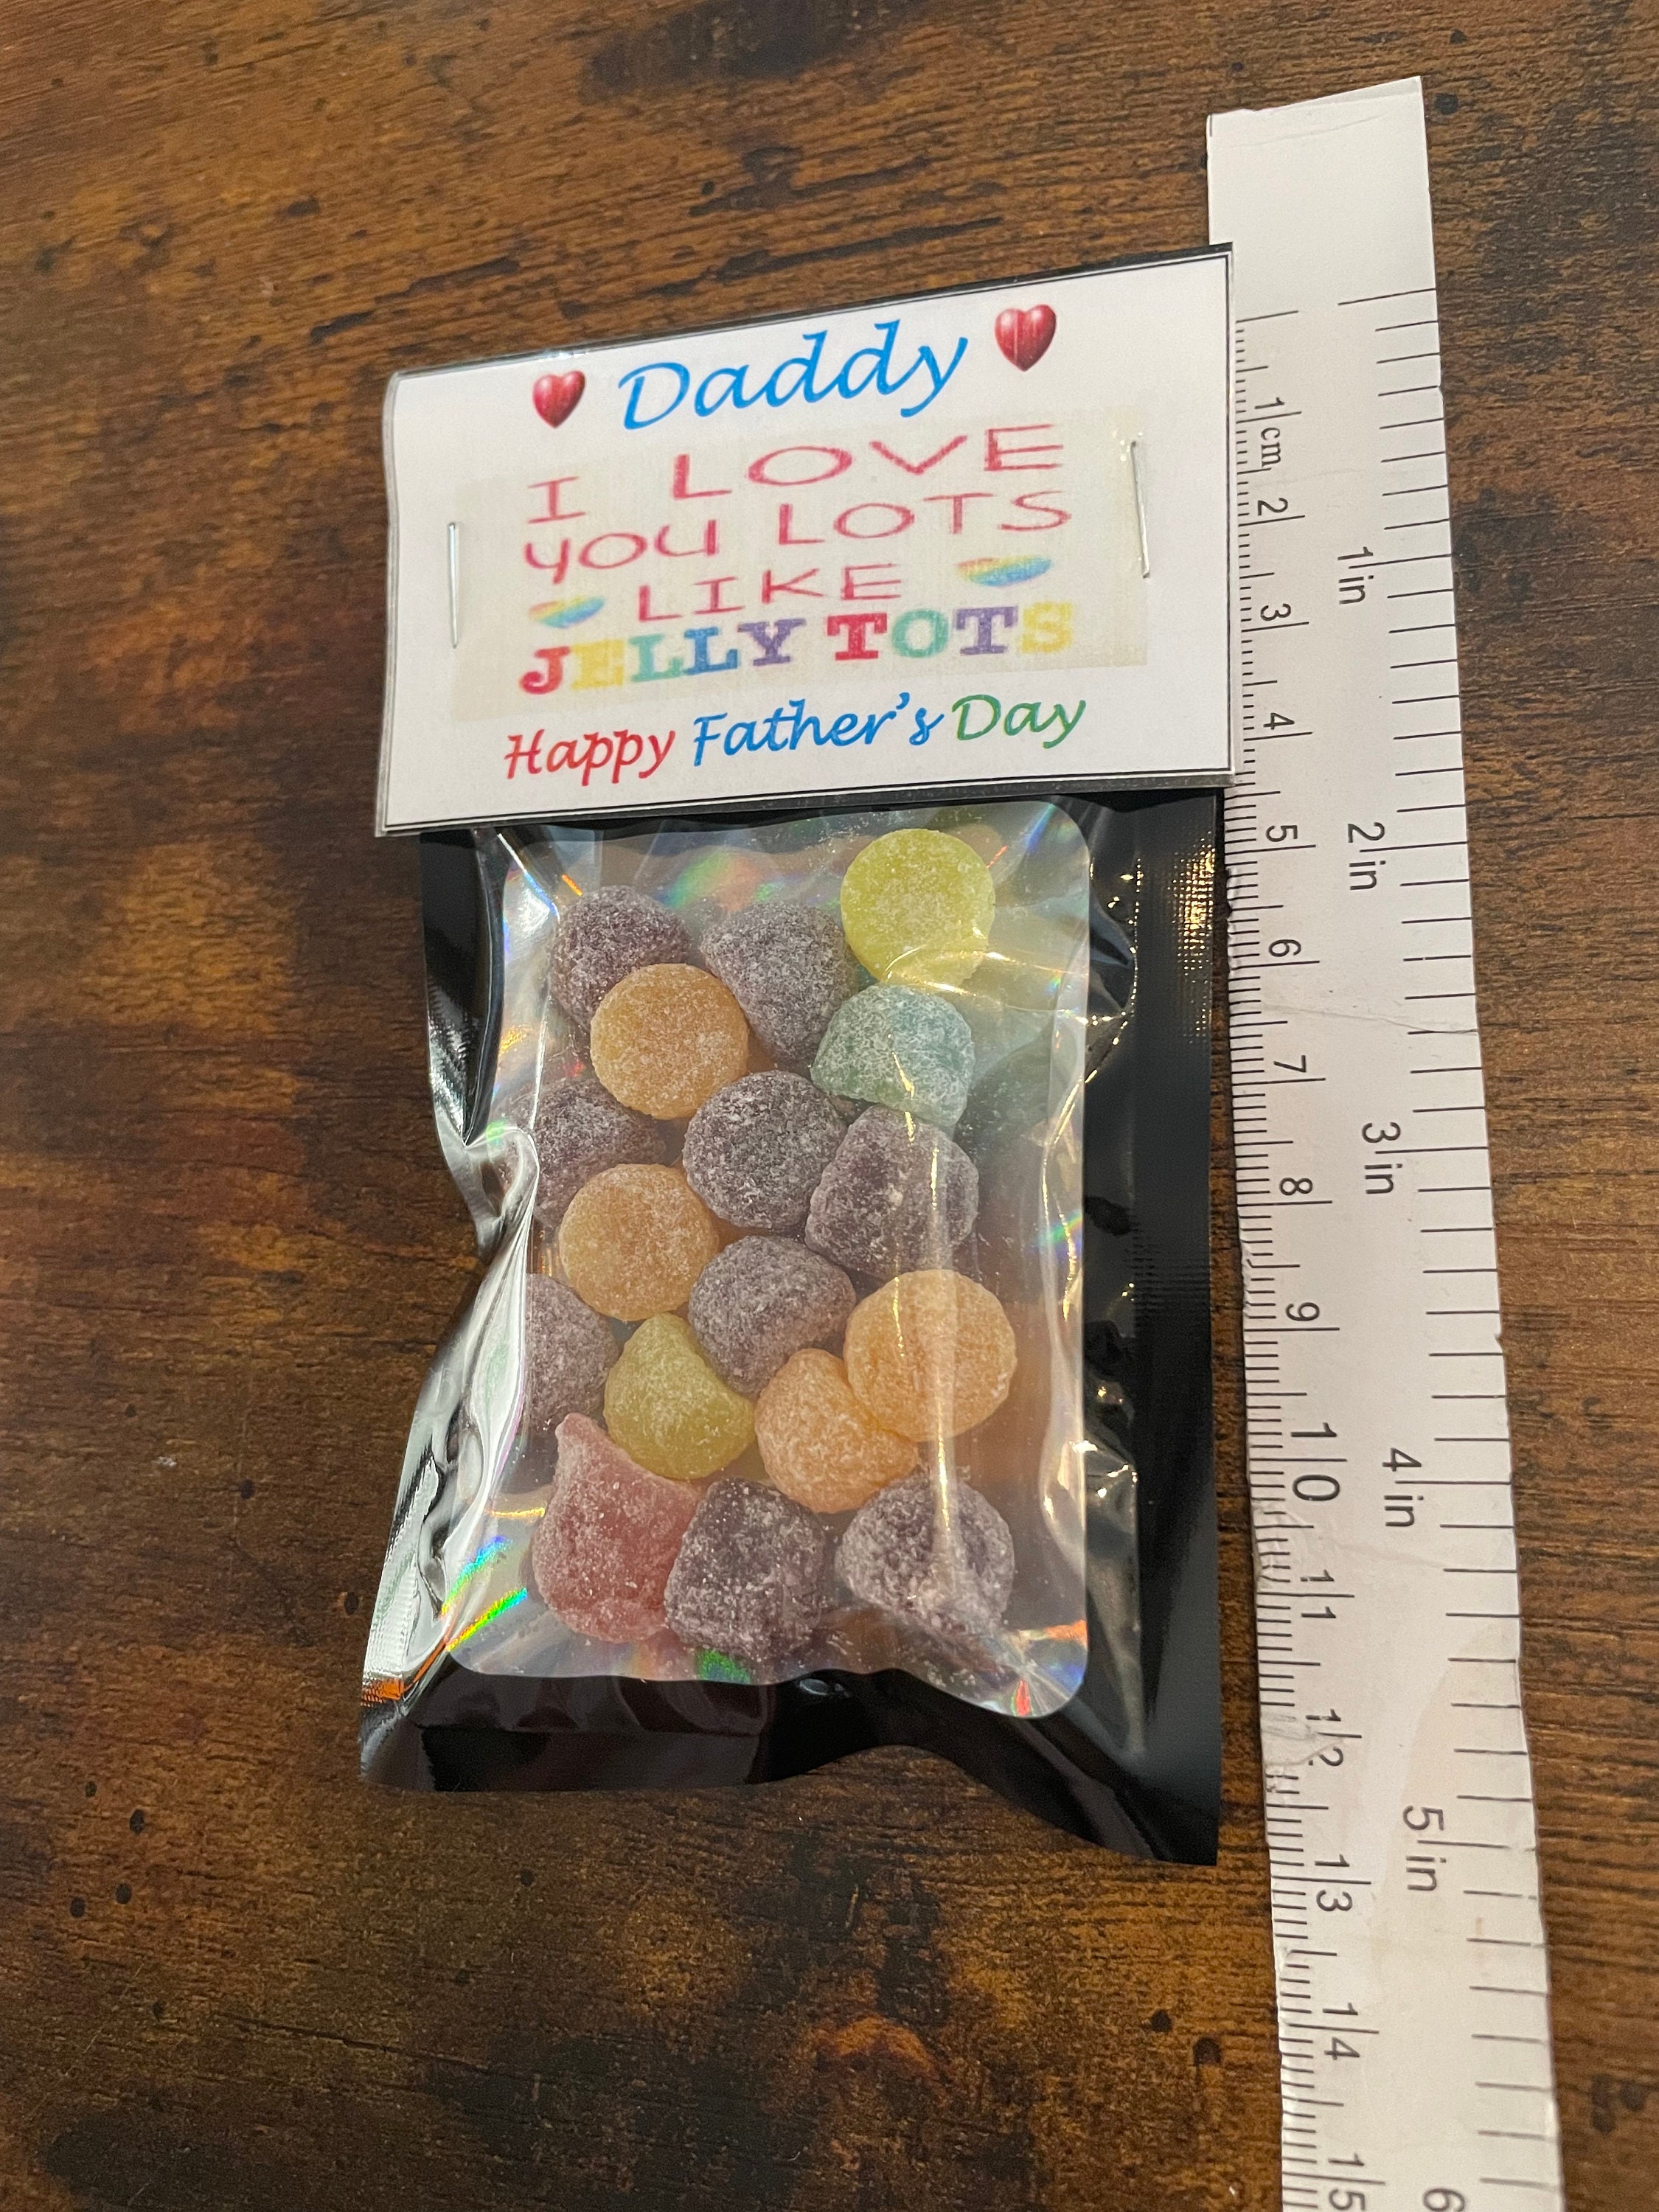 Daddy
I LOVE
YOU LOTS
LIKE
JELLY TOTS
Happy Father's Day
1 cm
2
3
4
5
6
7
8
9
10
11
12
13
14
15
1 in
2 in
3 in
4 in
5 in
6